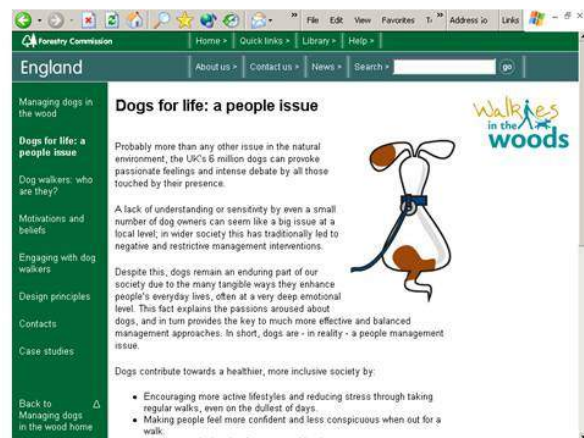 File Edit View Favorites Address Links
Forestry Commission
Home > Quick links > Library > Help >
England
About us > Contact us > News > Search > go
Managing dogs in
the wood
Dogs for life: a
people issue
Dog walkers: who
are they?
Motivations and
beliefs
Engaging with dog
walkers
Design principles
Contacts
Case studies
Back to
Managing dogs
in the wood home
Dogs for life: a people issue
Walkies
in the
woods
Probably more than any other issue in the natural
environment, the UK's 6 million dogs can provoke
passionate feelings and intense debate by all those
touched by their presence.
A lack of understanding or sensitivity by even a small
number of dog owners can seem like a big issue at a
local level; in wider society this has traditionally led to
negative and restrictive management interventions.
Despite this, dogs remain an enduring part of our
society due to the many tangible ways they enhance
people's everyday lives, often at a very deep emotional
level. This fact explains the passions aroused about
dogs, and in turn provides the key to much more effective and balanced
management approaches. In short, dogs are - in reality - a people management
issue.
Dogs contribute towards a healthier, more inclusive society by:
• Encouraging more active lifestyles and reducing stress through taking
regular walks, even on the dullest of days.
• Making people feel more confident and less conspicuous when out for a
walk.